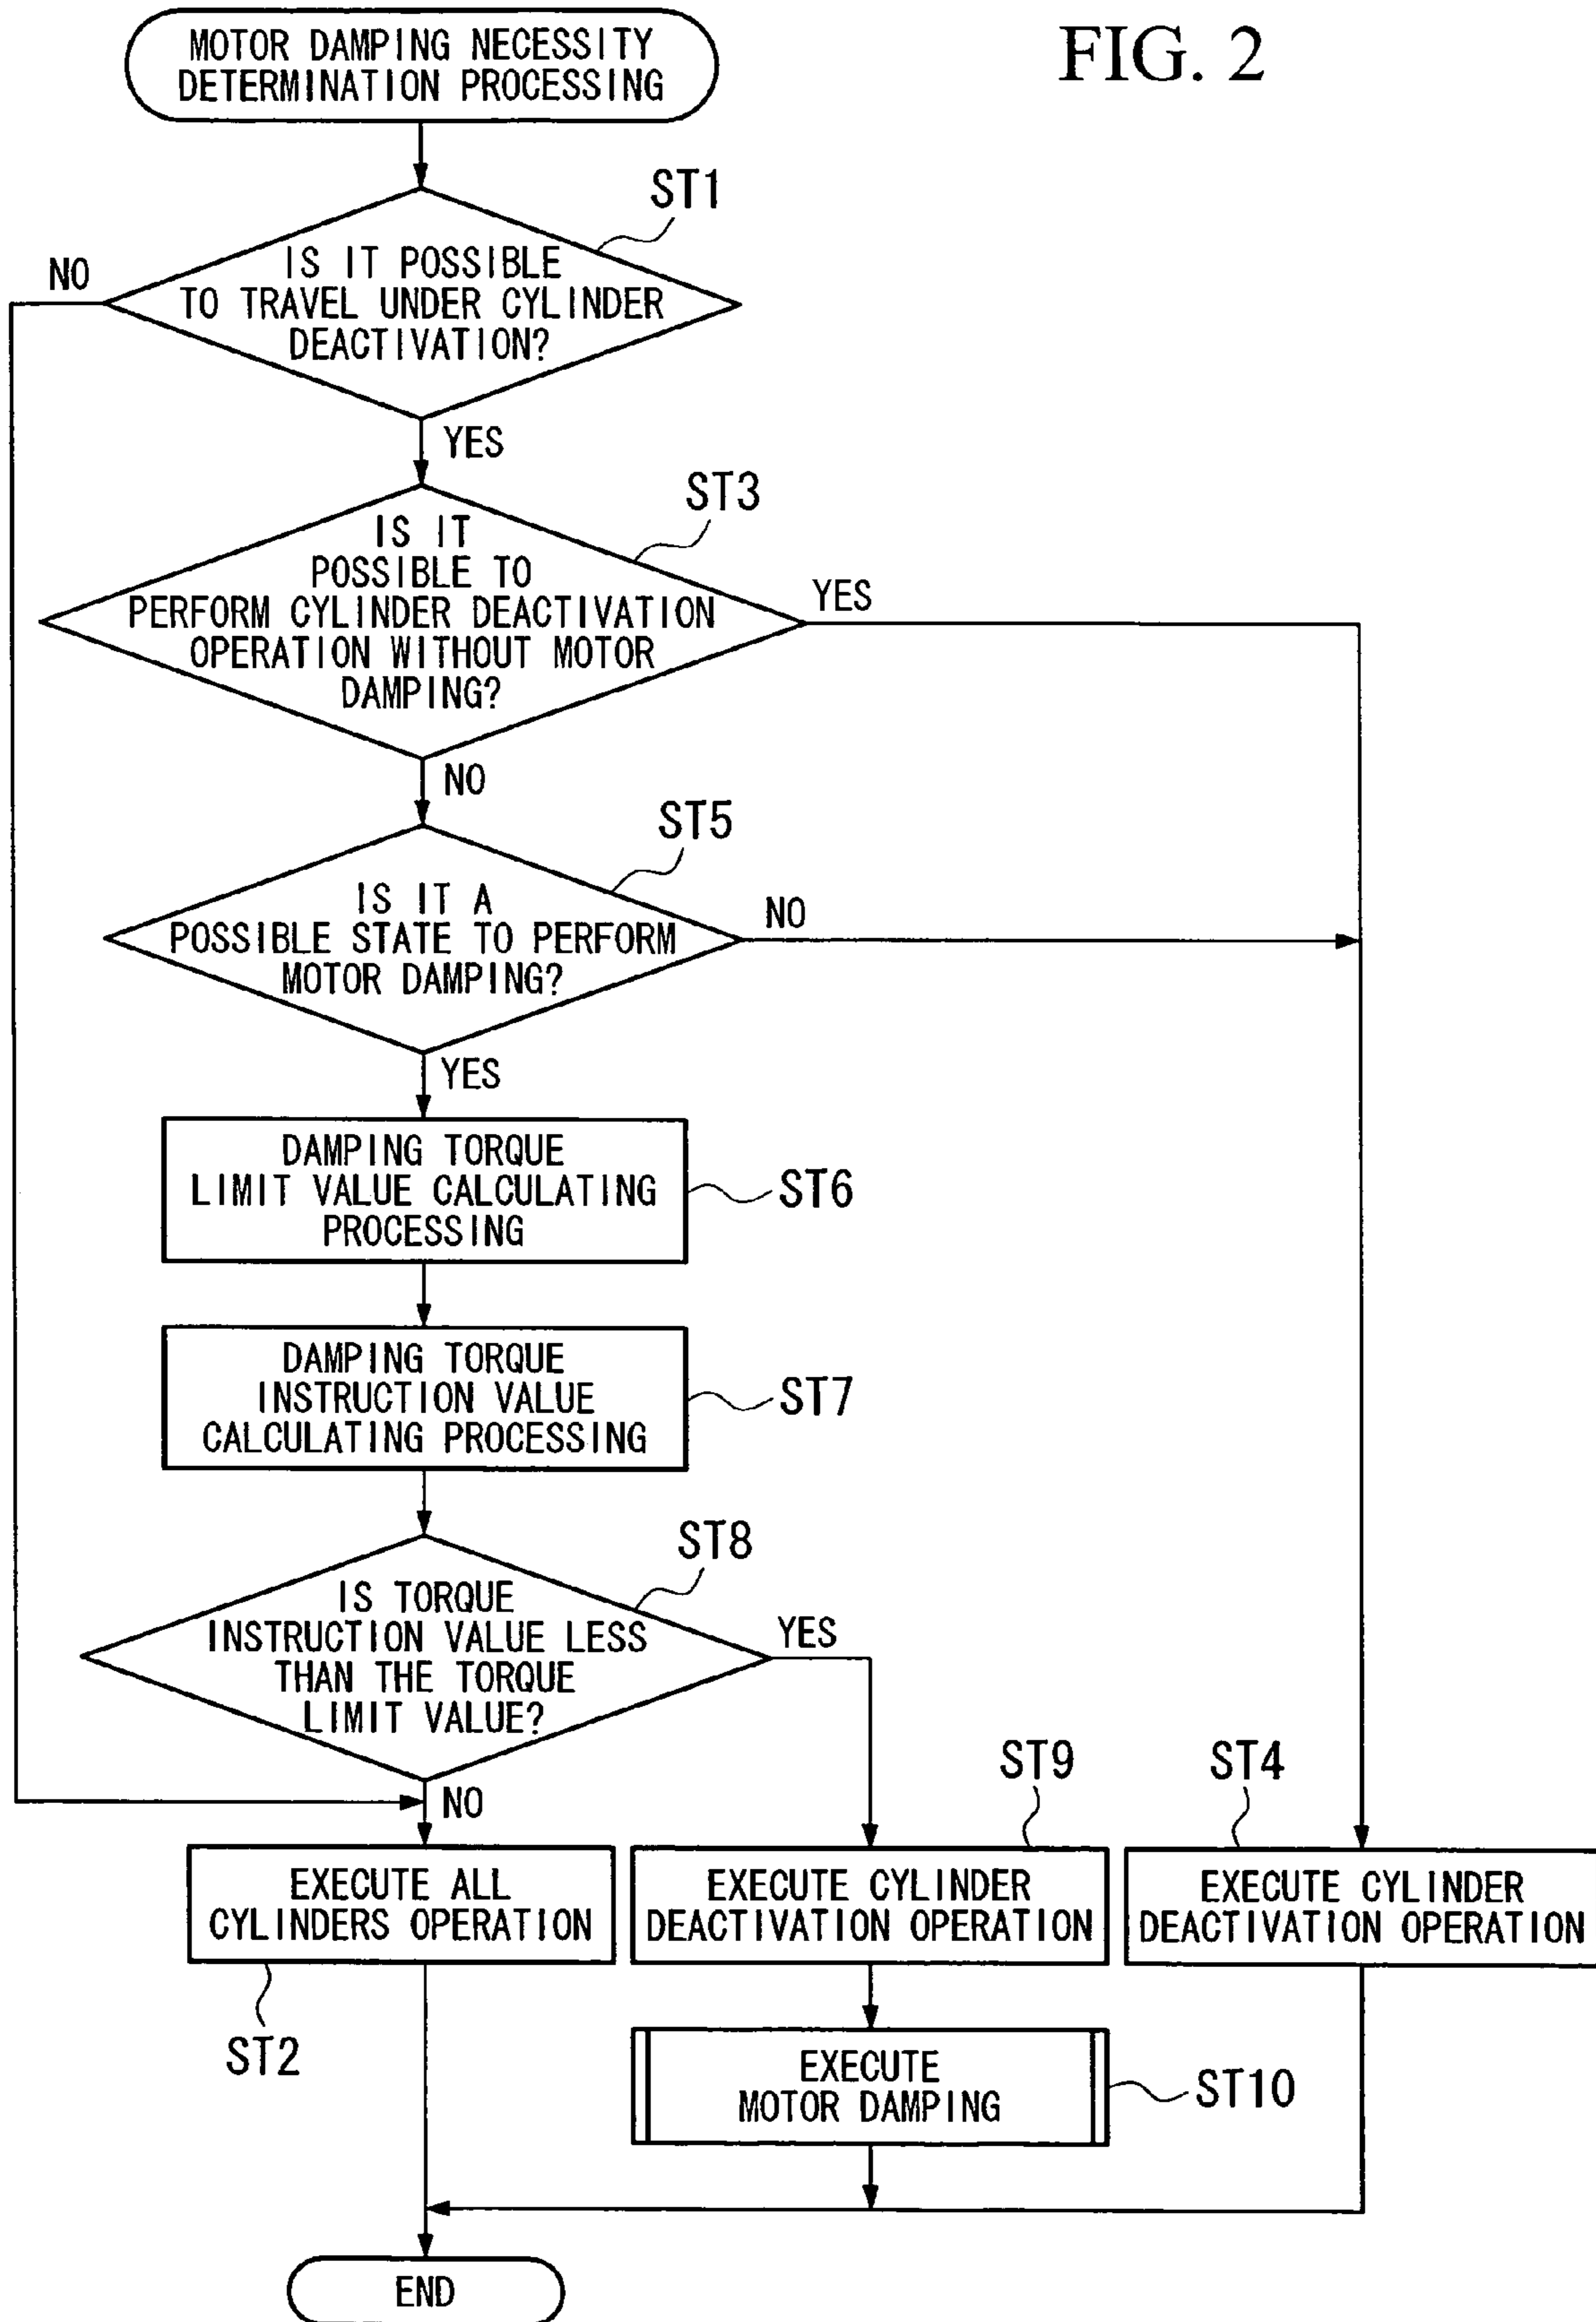 FIG. 2
MOTOR DAMPING NECESSITY
DETERMINATION PROCESSING
ST1
IS IT POSSIBLE
TO TRAVEL UNDER CYLINDER
DEACTIVATION?
NO
YES
ST3
IS IT
POSSIBLE TO
PERFORM CYLINDER DEACTIVATION
OPERATION WITHOUT MOTOR
DAMPING?
YES
NO
ST5
IS IT A
POSSIBLE STATE TO PERFORM
MOTOR DAMPING?
NO
YES
DAMPING TORQUE
LIMIT VALUE CALCULATING
PROCESSING
ST6
DAMPING TORQUE
INSTRUCTION VALUE
CALCULATING PROCESSING
ST7
ST8
IS TORQUE
INSTRUCTION VALUE LESS
THAN THE TORQUE
LIMIT VALUE?
YES
NO
ST9
ST4
EXECUTE ALL
CYLINDERS OPERATION
EXECUTE CYLINDER
DEACTIVATION OPERATION
EXECUTE CYLINDER
DEACTIVATION OPERATION
ST2
EXECUTE
MOTOR DAMPING
ST10
END